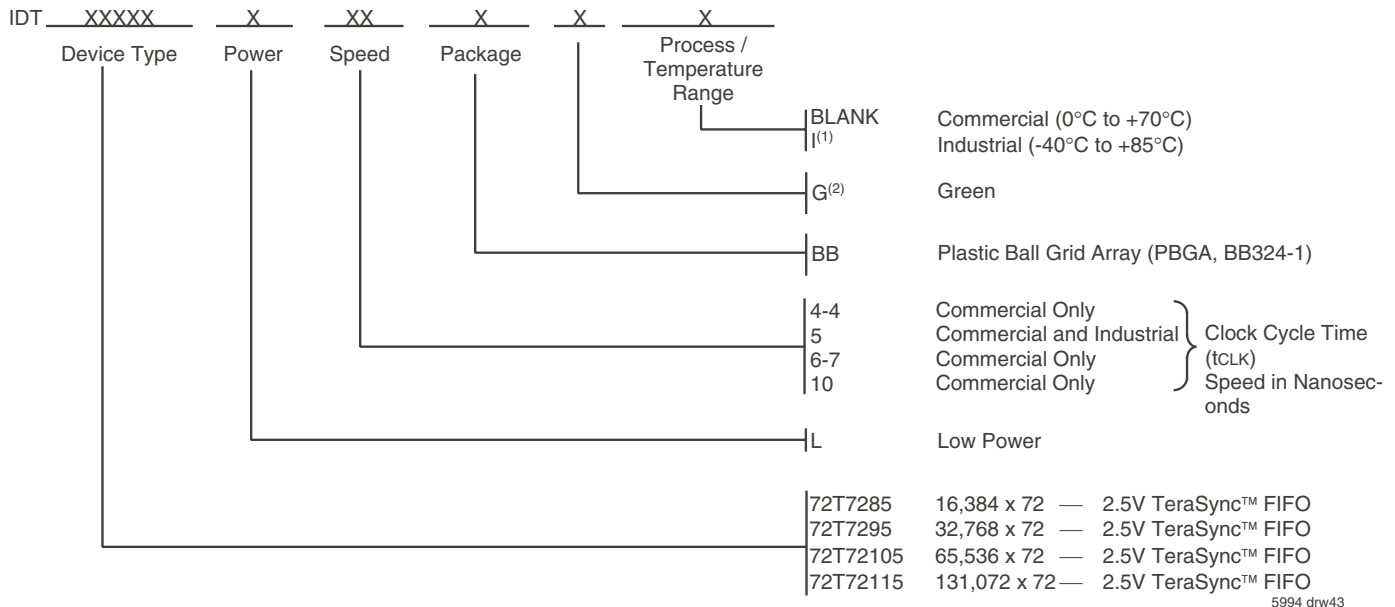 IDT XXXXX X XX X X X
Device Type Power Speed Package Process /
Temperature
Range
BLANK Commercial (0°C to +70°C)
I(1) Industrial (-40°C to +85°C)
G(2) Green
BB Plastic Ball Grid Array (PBGA, BB324-1)
4-4 Commercial Only
5 Commercial and Industrial Clock Cycle Time
6-7 Commercial Only (tCLK)
10 Commercial Only Speed in Nanosec-
onds
L Low Power
72T7285 16,384 x 72 — 2.5V TeraSync™ FIFO
72T7295 32,768 x 72 — 2.5V TeraSync™ FIFO
72T72105 65,536 x 72 — 2.5V TeraSync™ FIFO
72T72115 131,072 x 72 — 2.5V TeraSync™ FIFO
5994 drw43